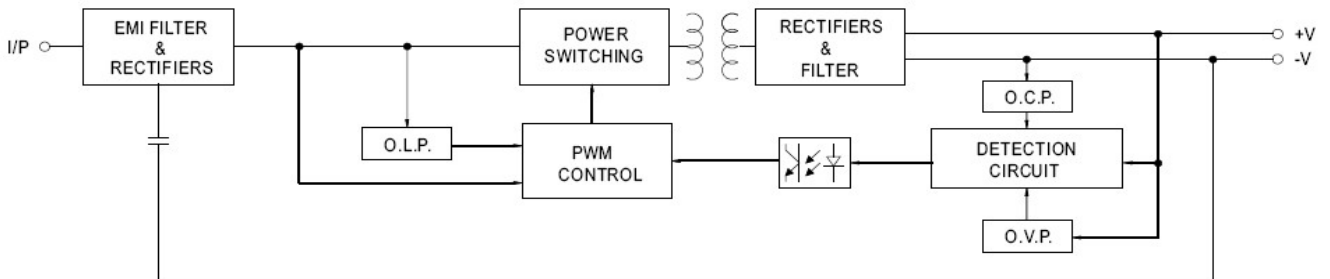 I/P
EMI FILTER
&
RECTIFIERS
POWER
SWITCHING
RECTIFIERS
&
FILTER
+V
-V
O.C.P.
O.L.P.
PWM
CONTROL
DETECTION
CIRCUIT
O.V.P.